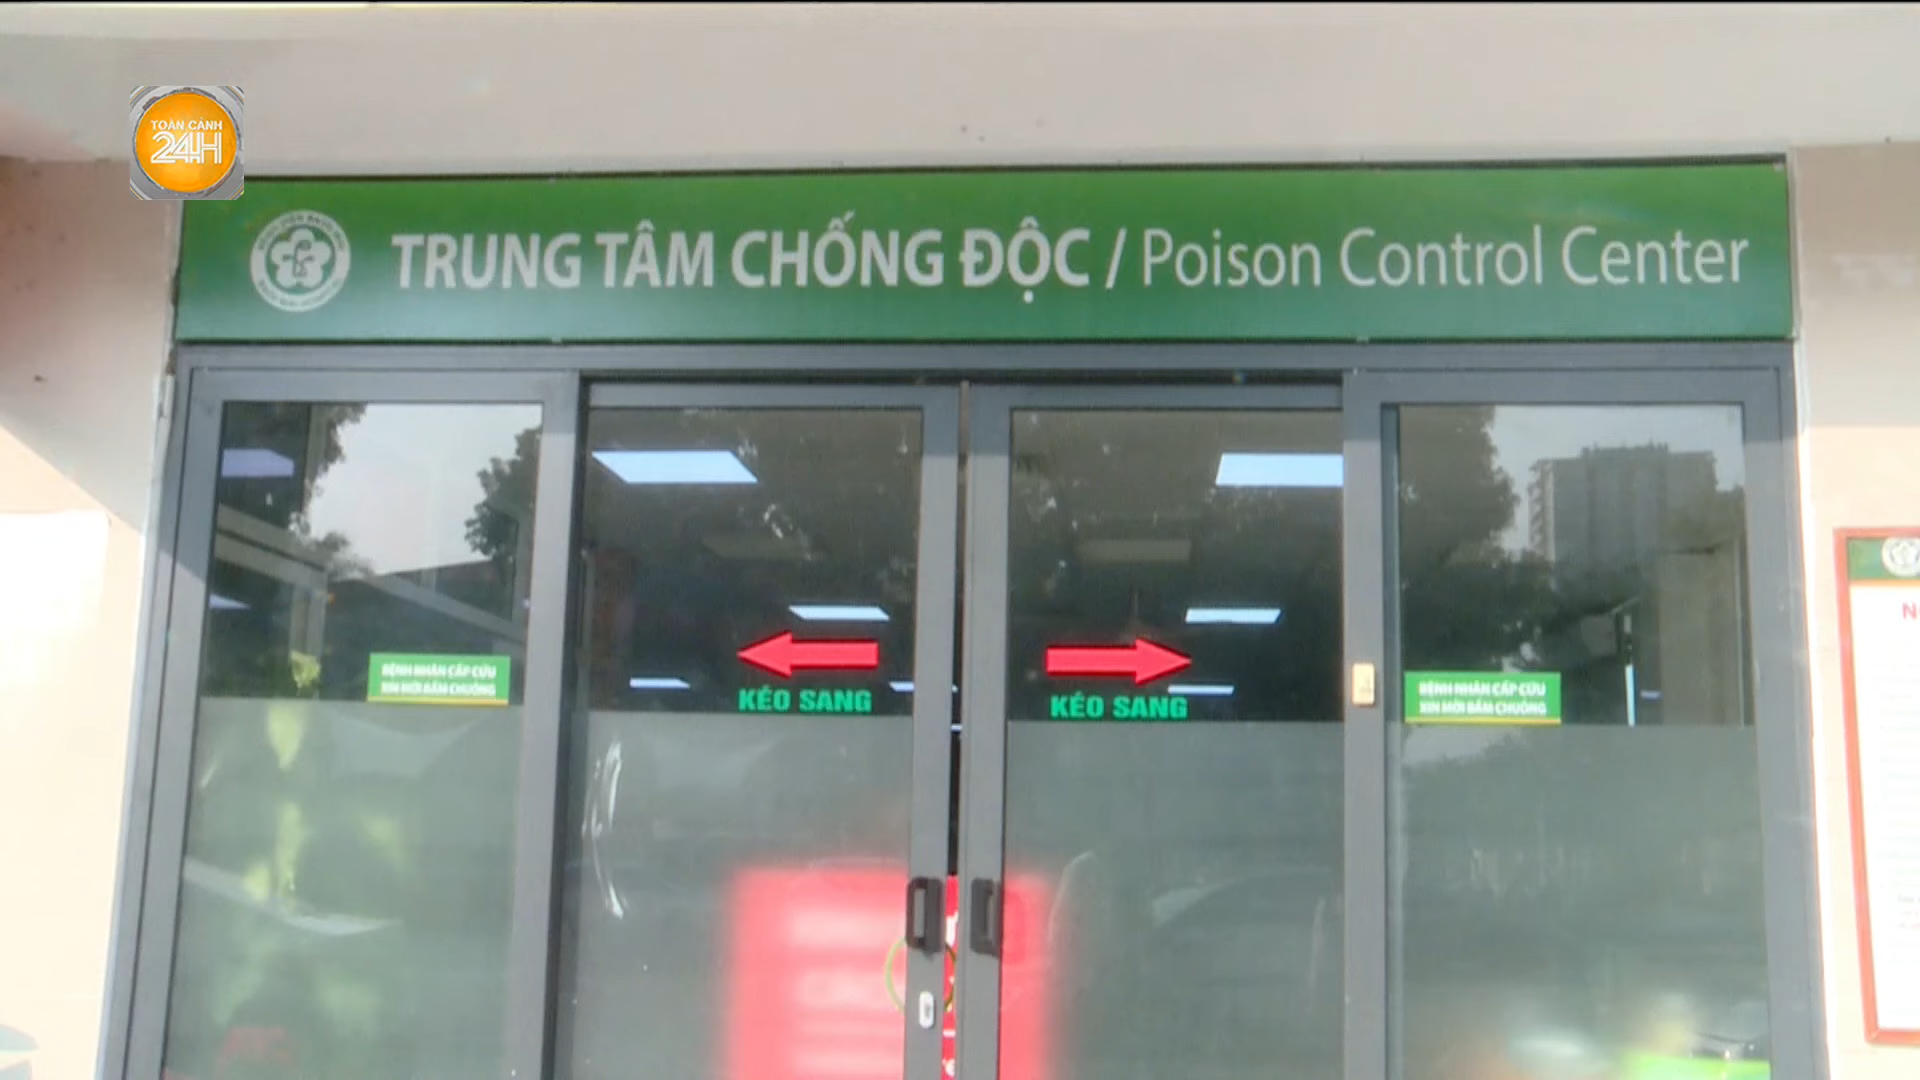 TOÀN CẢNH
24H
TRUNG TÂM CHỐNG ĐỘC / Poison Control Center
KÉO SANG
KÉO SANG
BỆNH NHÂN CẤP CỨU
XIN MỜI BẤM CHUÔNG
BỆNH NHÂN CẤP CỨU
XIN MỜI BẤM CHUÔNG